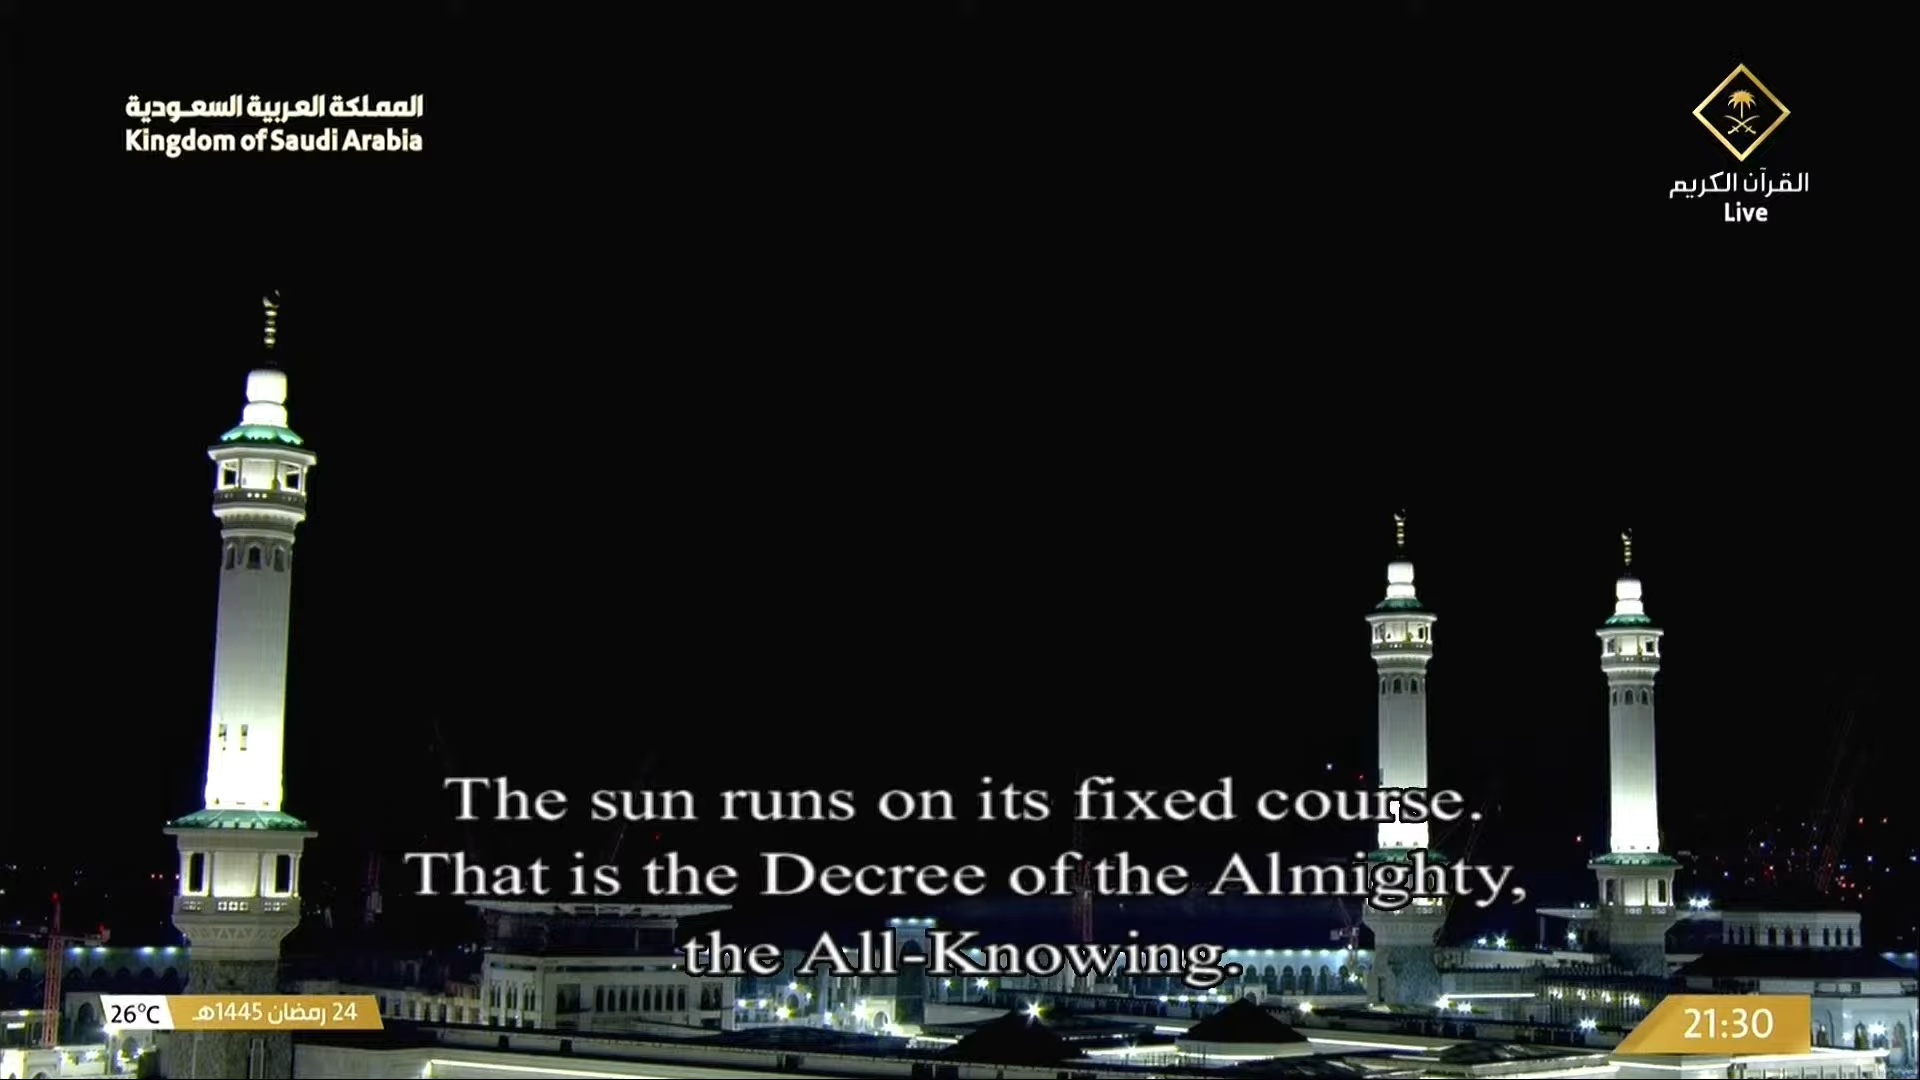 المملكة العربية السعودية
Kingdom of Saudi Arabia
القرآن الكريم
Live
The sun runs on its fixed course.
That is the Decree of the Almighty,
the All-Knowing.
26°C
24 رمضان 1445هـ
21:30